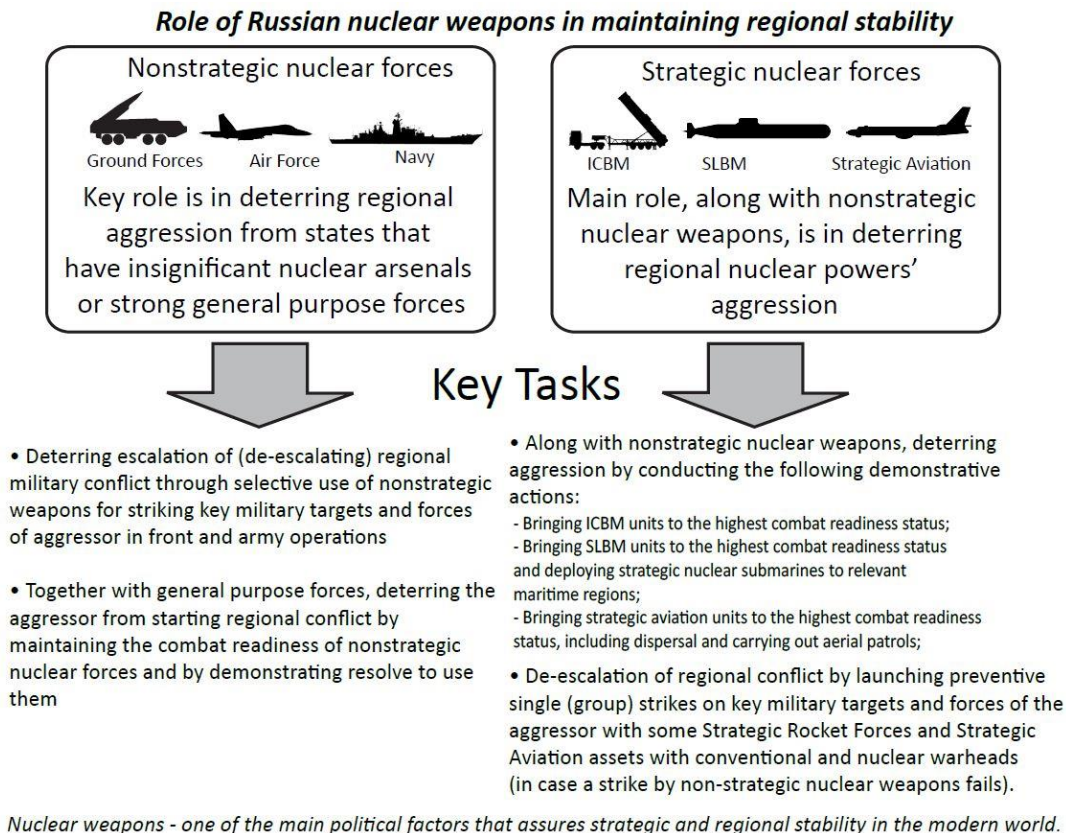 Role of Russian nuclear weapons in maintaining regional stability
Nonstrategic nuclear forces
Ground Forces
Air Force
Navy
Key role is in deterring regional
aggression from states that
have insignificant nuclear arsenals
or strong general purpose forces
Strategic nuclear forces
ICBM
SLBM
Strategic Aviation
Main role, along with nonstrategic
nuclear weapons, is in deterring
regional nuclear powers’
aggression
Key Tasks
• Deterring escalation of (de-escalating) regional
military conflict through selective use of nonstrategic
weapons for striking key military targets and forces
of aggressor in front and army operations
• Together with general purpose forces, deterring the
aggressor from starting regional conflict by
maintaining the combat readiness of nonstrategic
nuclear forces and by demonstrating resolve to use
them
• Along with nonstrategic nuclear weapons, deterring
aggression by conducting the following demonstrative
actions:
- Bringing ICBM units to the highest combat readiness status;
- Bringing SLBM units to the highest combat readiness status
and deploying strategic nuclear submarines to relevant
maritime regions;
- Bringing strategic aviation units to the highest combat readiness
status, including dispersal and carrying out aerial patrols;
• De-escalation of regional conflict by launching preventive
single (group) strikes on key military targets and forces of the
aggressor with some Strategic Rocket Forces and Strategic
Aviation assets with conventional and nuclear warheads
(in case a strike by non-strategic nuclear weapons fails).
Nuclear weapons - one of the main political factors that assures strategic and regional stability in the modern world.